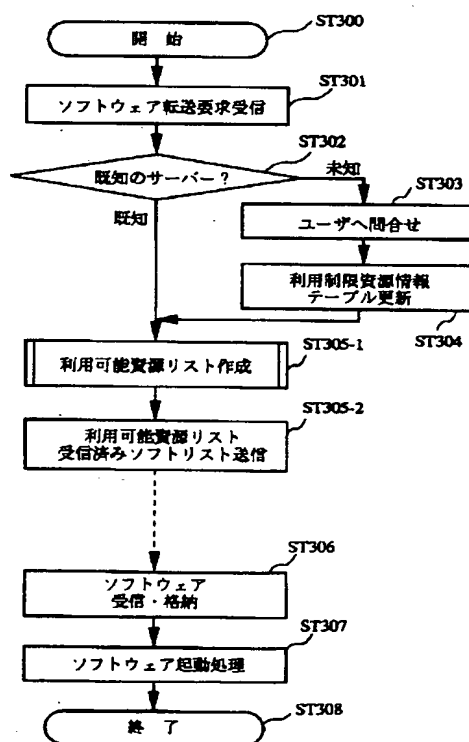 開始
ST300
ソフトウェア転送要求受信
ST301
既知のサーバー？
ST302
未知
既知
ユーザへ問合せ
ST303
利用制限資源情報
テーブル更新
ST304
利用可能資源リスト作成
ST305-1
利用可能資源リスト
受信済みソフトリスト送信
ST305-2
ソフトウェア
受信・格納
ST306
ソフトウェア起動処理
ST307
終了
ST308